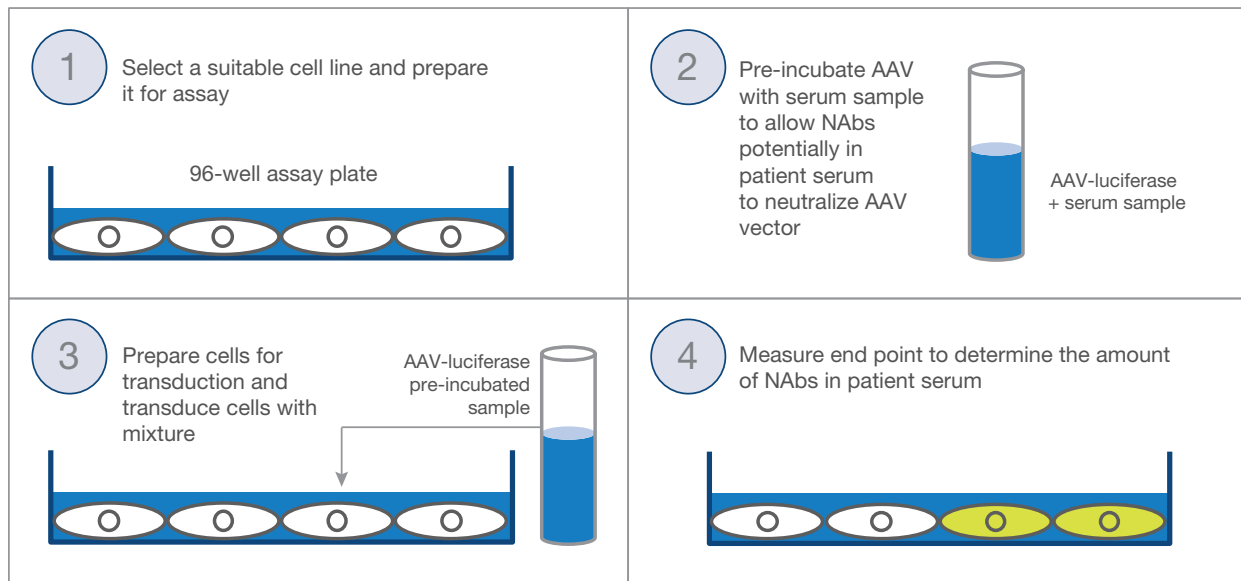 1
Select a suitable cell line and prepare
it for assay
96-well assay plate
2
Pre-incubate AAV
with serum sample
to allow NAbs
potentially in
patient serum
to neutralize AAV
vector
AAV-luciferase
+ serum sample
3
Prepare cells for
transduction and
transduce cells with
mixture
AAV-luciferase
pre-incubated
sample
4
Measure end point to determine the amount
of NAbs in patient serum